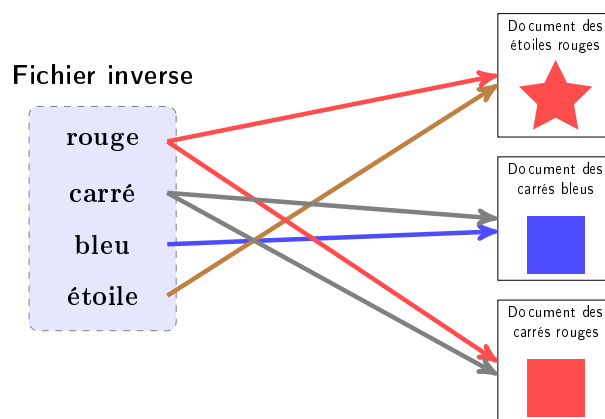 Fichier inverse
rouge
carré
bleu
étoile
Document des
étoiles rouges
Document des
carrés bleus
Document des
carrés rouges